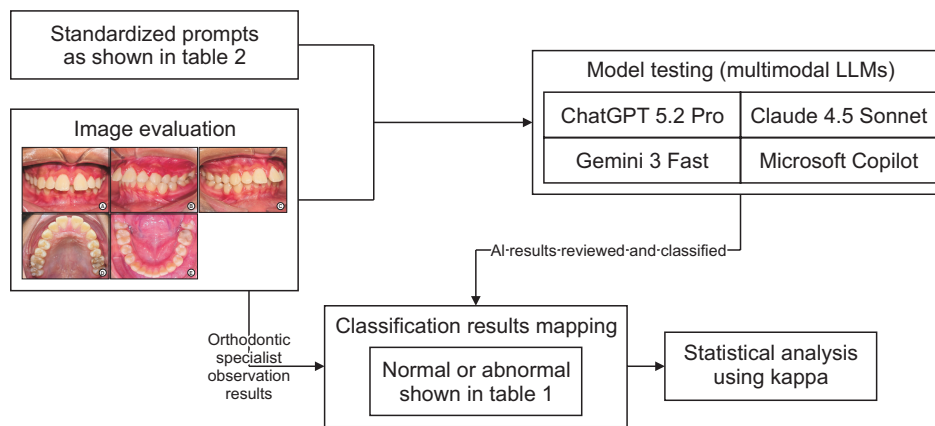 Standardized prompts
as shown in table 2
Image evaluation
A
B
C
D
E
Model testing (multimodal LLMs)
ChatGPT 5.2 Pro
Claude 4.5 Sonnet
Gemini 3 Fast
Microsoft Copilot
AI-results-reviewed-and-classified
Orthodontic
specialist
observation
results
Classification results mapping
Normal or abnormal
shown in table 1
Statistical analysis
using kappa